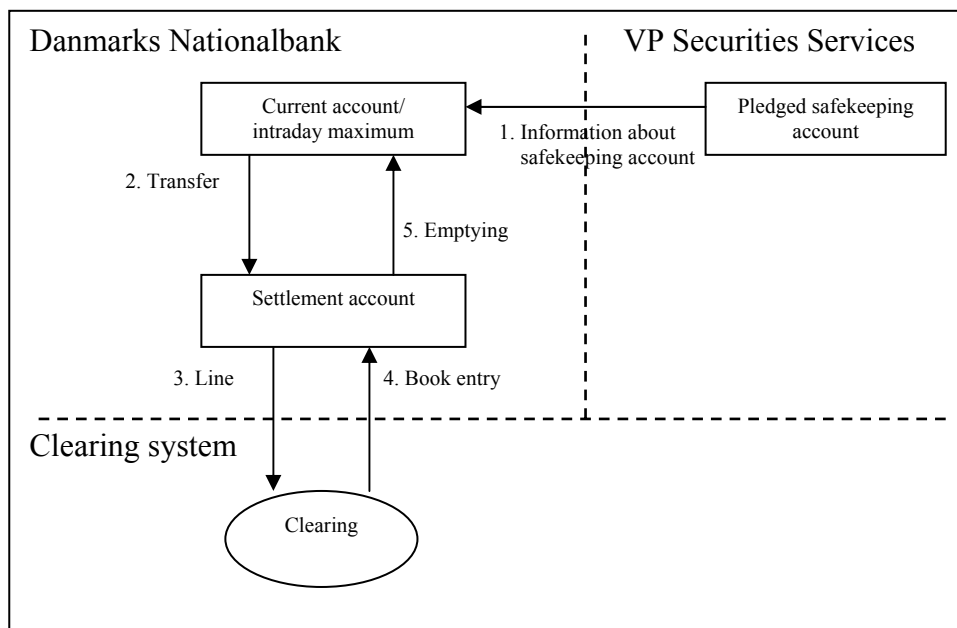 Danmarks Nationalbank
VP Securities Services
Current account/
intraday maximum
Pledged safekeeping
account
1. Information about
safekeeping account
2. Transfer
5. Emptying
Settlement account
3. Line
4. Book entry
Clearing system
Clearing